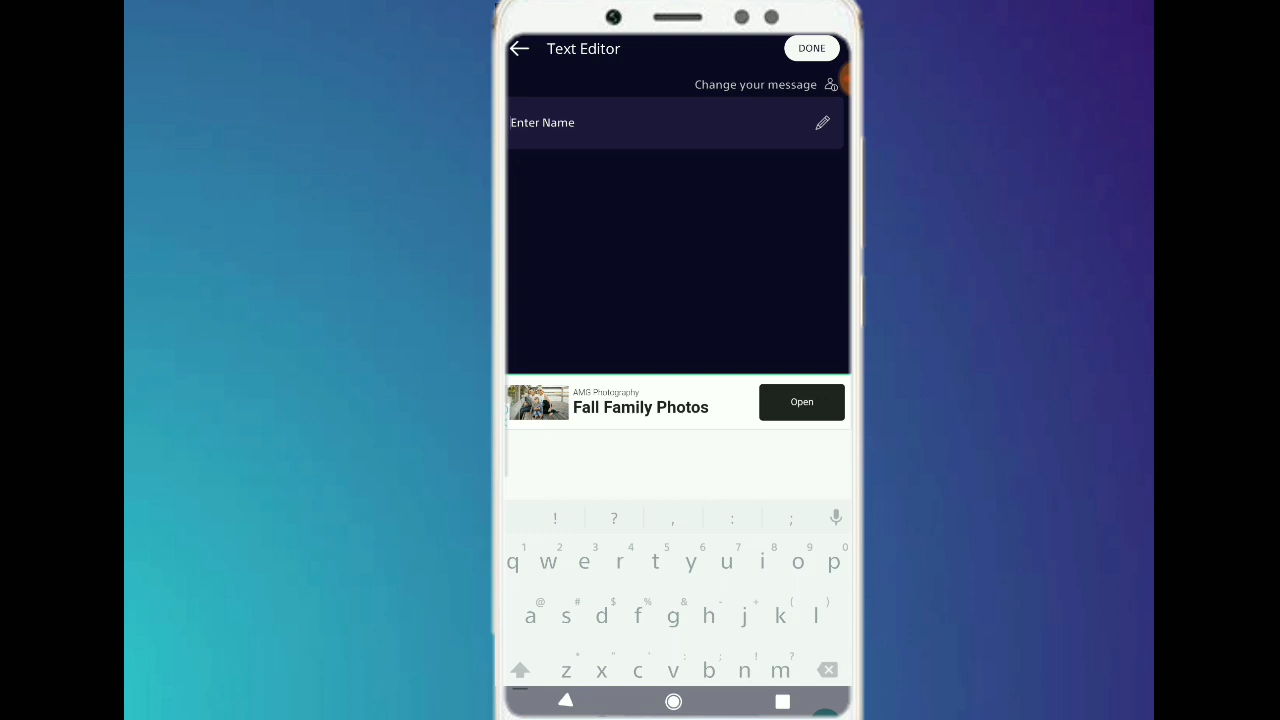 Text Editor
DONE
Change your message
Enter Name
AMG Photography
Fall Family Photos
Open
! ? , : ;
1 2 3 4 5 6 7 8 9 0
q w e r t y u i o p
@ # $ % & - + ( )
a s d f g h j k l
* " ' : ; ! ?
z x c v b n m